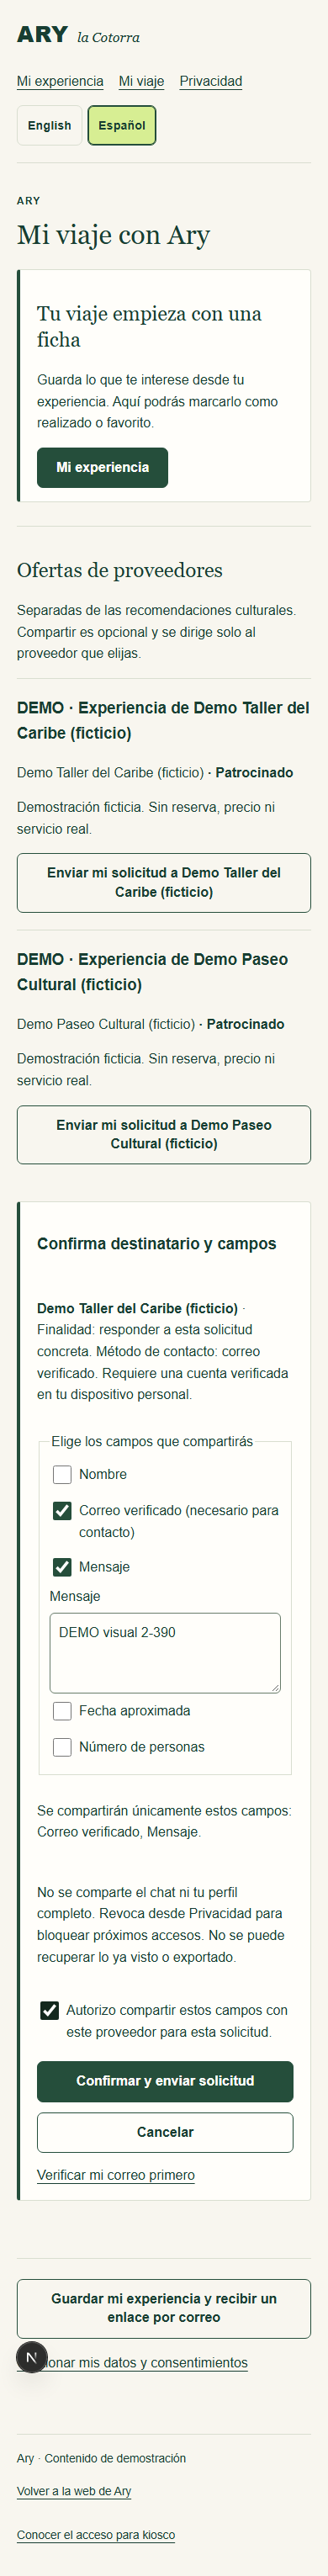 ARY la Cotorra
Mi experiencia Mi viaje Privacidad
English Español
ARY
Mi viaje con Ary
Tu viaje empieza con una
ficha
Guarda lo que te interese desde tu
experiencia. Aquí podrás marcarlo como
realizado o favorito.
Mi experiencia
Ofertas de proveedores
Separadas de las recomendaciones culturales.
Compartir es opcional y se dirige solo al
proveedor que elijas.
DEMO · Experiencia de Demo Taller del
Caribe (ficticio)
Demo Taller del Caribe (ficticio) · Patrocinado
Demostración ficticia. Sin reserva, precio ni
servicio real.
Enviar mi solicitud a Demo Taller del
Caribe (ficticio)
DEMO · Experiencia de Demo Paseo
Cultural (ficticio)
Demo Paseo Cultural (ficticio) · Patrocinado
Demostración ficticia. Sin reserva, precio ni
servicio real.
Enviar mi solicitud a Demo Paseo
Cultural (ficticio)
Confirma destinatario y campos
Demo Taller del Caribe (ficticio) ·
Finalidad: responder a esta solicitud
concreta. Método de contacto: correo
verificado. Requiere una cuenta verificada
en tu dispositivo personal.
Elige los campos que compartirás
Nombre
Correo verificado (necesario para
contacto)
Mensaje
Mensaje
DEMO visual 2-390
Fecha aproximada
Número de personas
Se compartirán únicamente estos campos:
Correo verificado, Mensaje.
No se comparte el chat ni tu perfil
completo. Revoca desde Privacidad para
bloquear próximos accesos. No se puede
recuperar lo ya visto o exportado.
Autorizo compartir estos campos con
este proveedor para esta solicitud.
Confirmar y enviar solicitud
Cancelar
Verificar mi correo primero
Guardar mi experiencia y recibir un
enlace por correo
N
mis datos y consentimientos
Ary · Contenido de demostración
Volver a la web de Ary
Conocer el acceso para kiosco